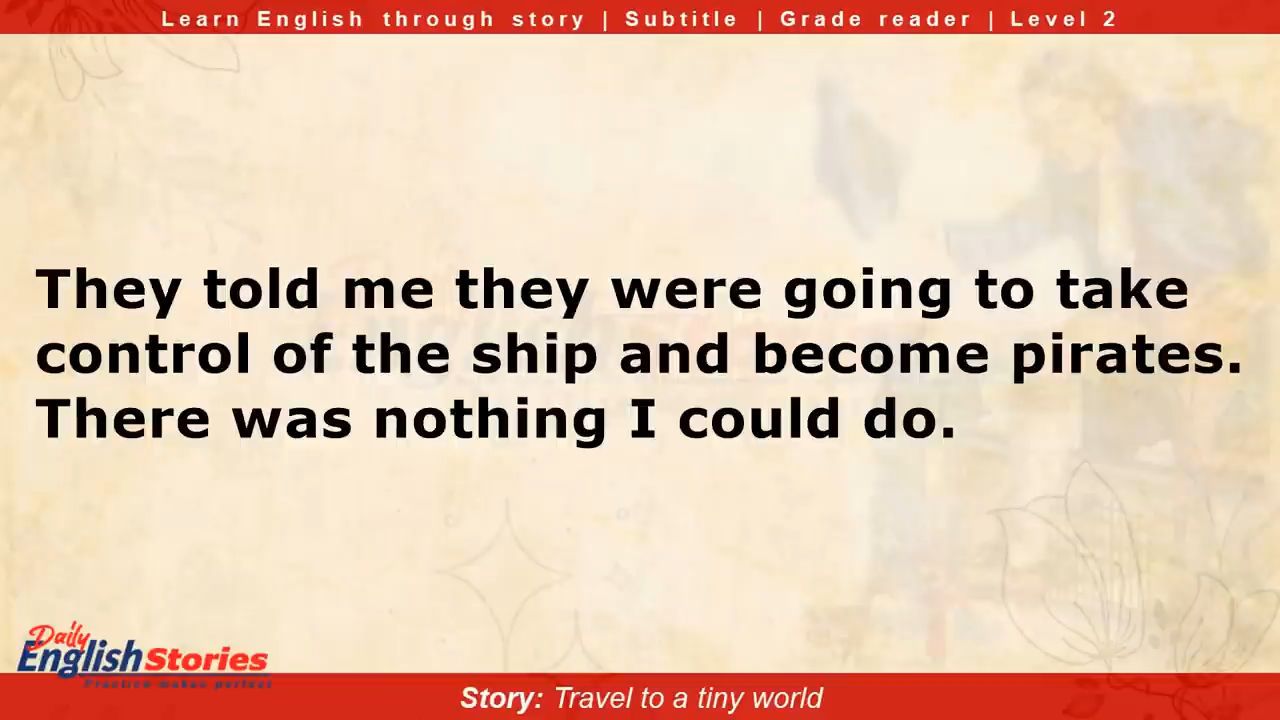 Learn English through story | Subtitle | Grade reader | Level 2
They told me they were going to take
control of the ship and become pirates.
There was nothing I could do.
Daily
English Stories
Practice makes perfect
Story: Travel to a tiny world